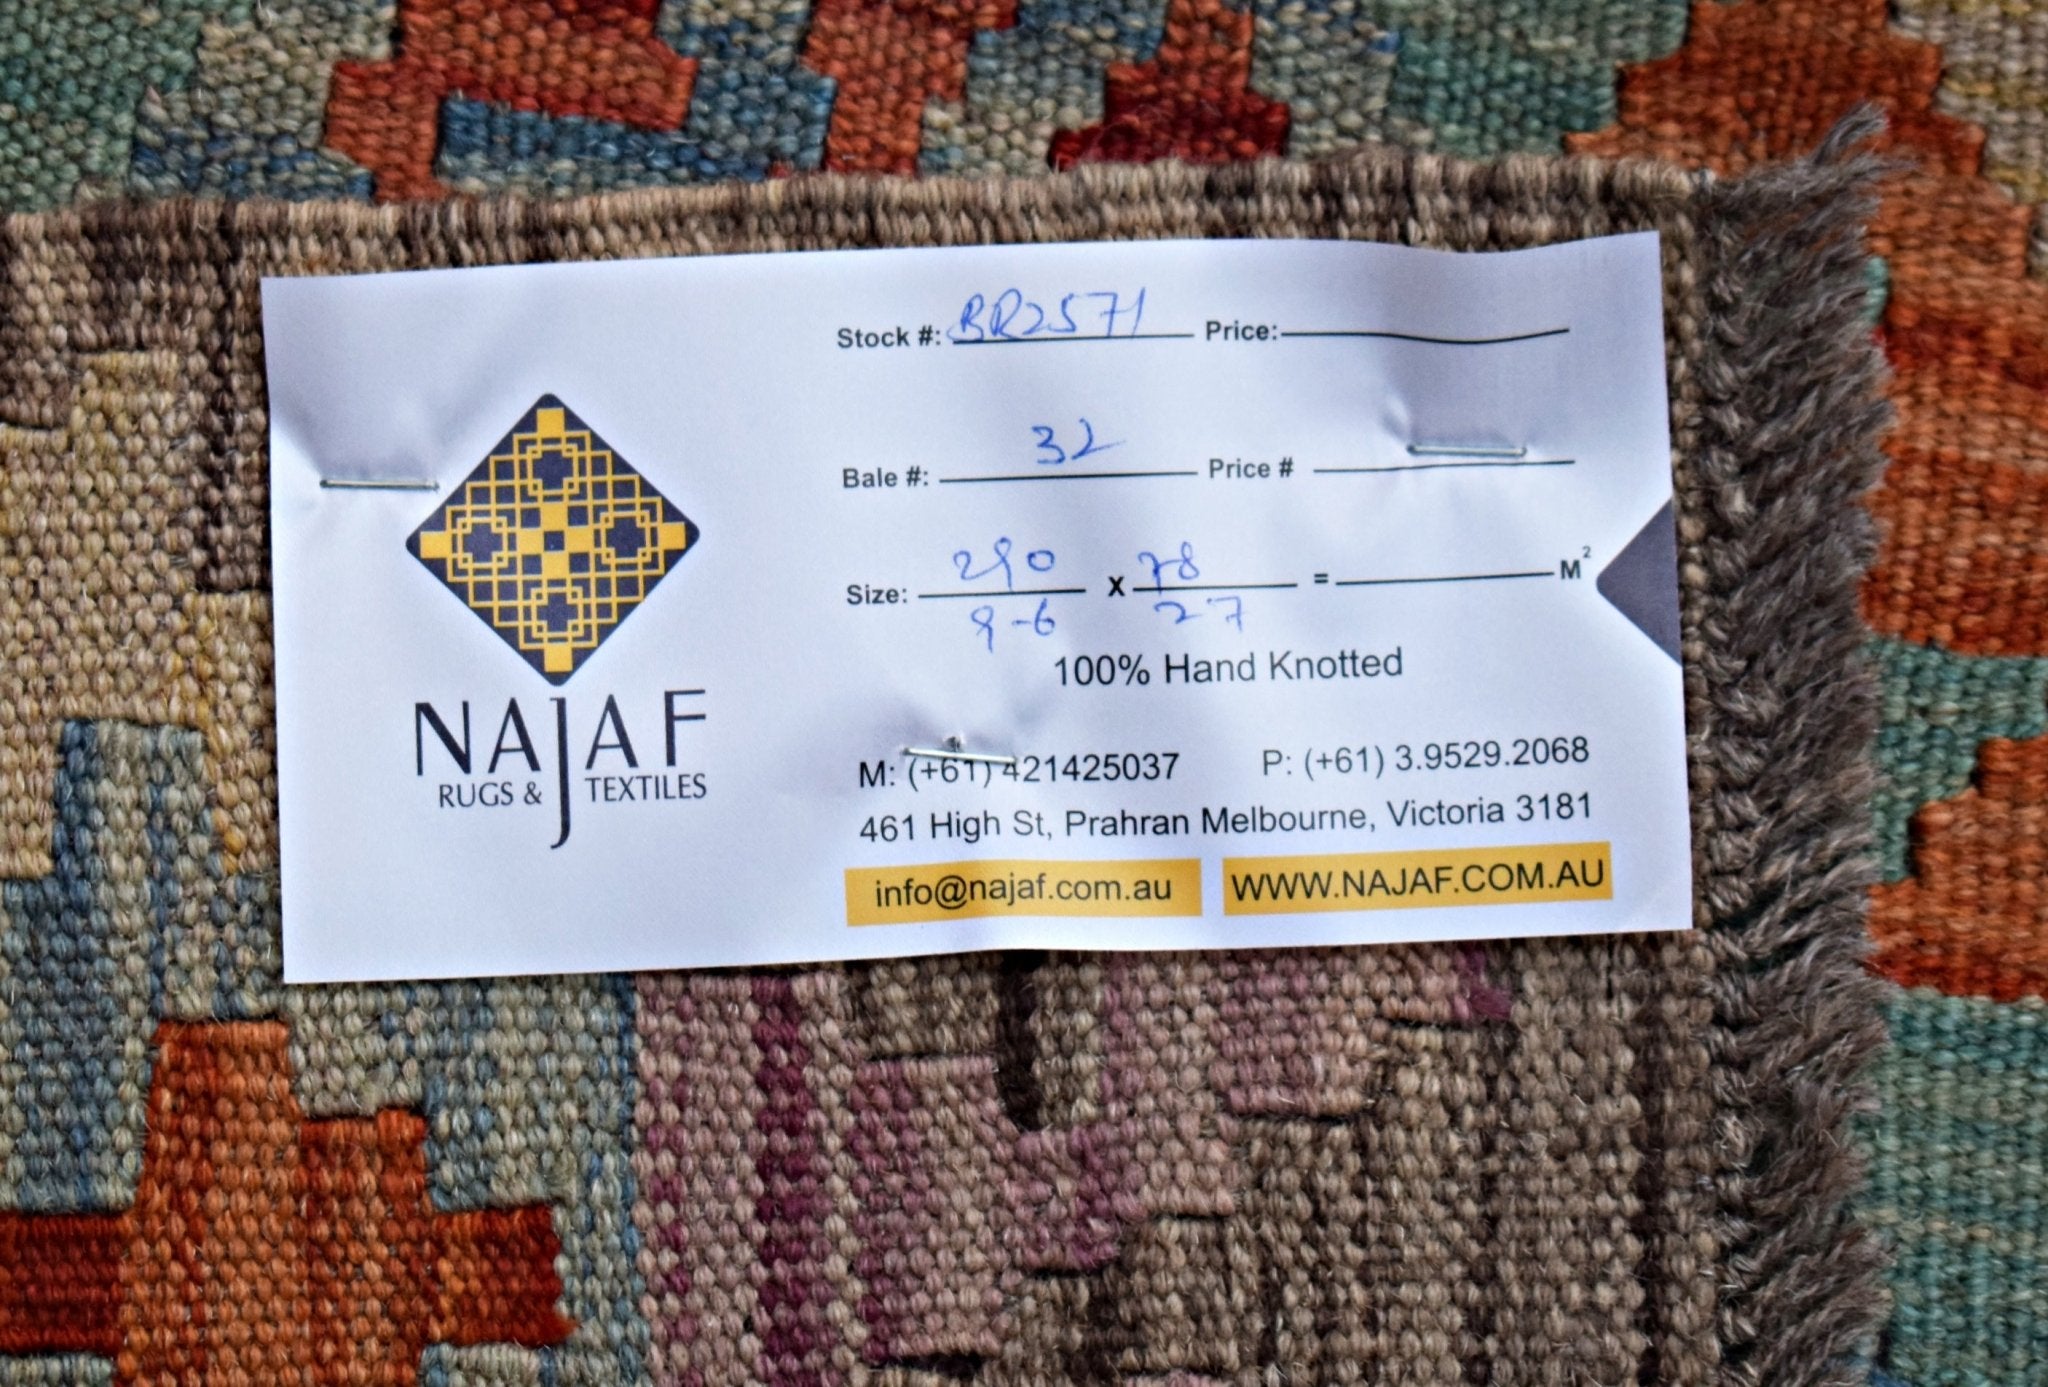 Stock #: BR2571 Price:
Bale #: 32 Price #
Size: 290 x 78 = M²
9-6 27
100% Hand Knotted
NAJAF
RUGS & TEXTILES
M: (+61) 421425037 P: (+61) 3.9529.2068
461 High St, Prahran Melbourne, Victoria 3181
info@najaf.com.au WWW.NAJAF.COM.AU